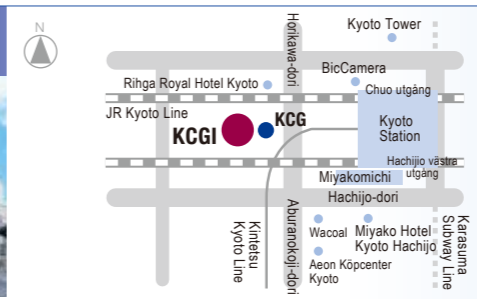 N
Horikawa-dori
Kyoto Tower
BicCamera
Rihga Royal Hotel Kyoto
Chuo utgång
JR Kyoto Line
KCGI
KCG
Kyoto
Station
Hachijio västra
utgång
Miyakomichi
Hachijo-dori
Kintetsu
Kyoto Line
Aburanokoji-dori
Wacoal
Miyako Hotel
Kyoto Hachijo
Aeon Köpcenter
Kyoto
Karasuma
Subway Line